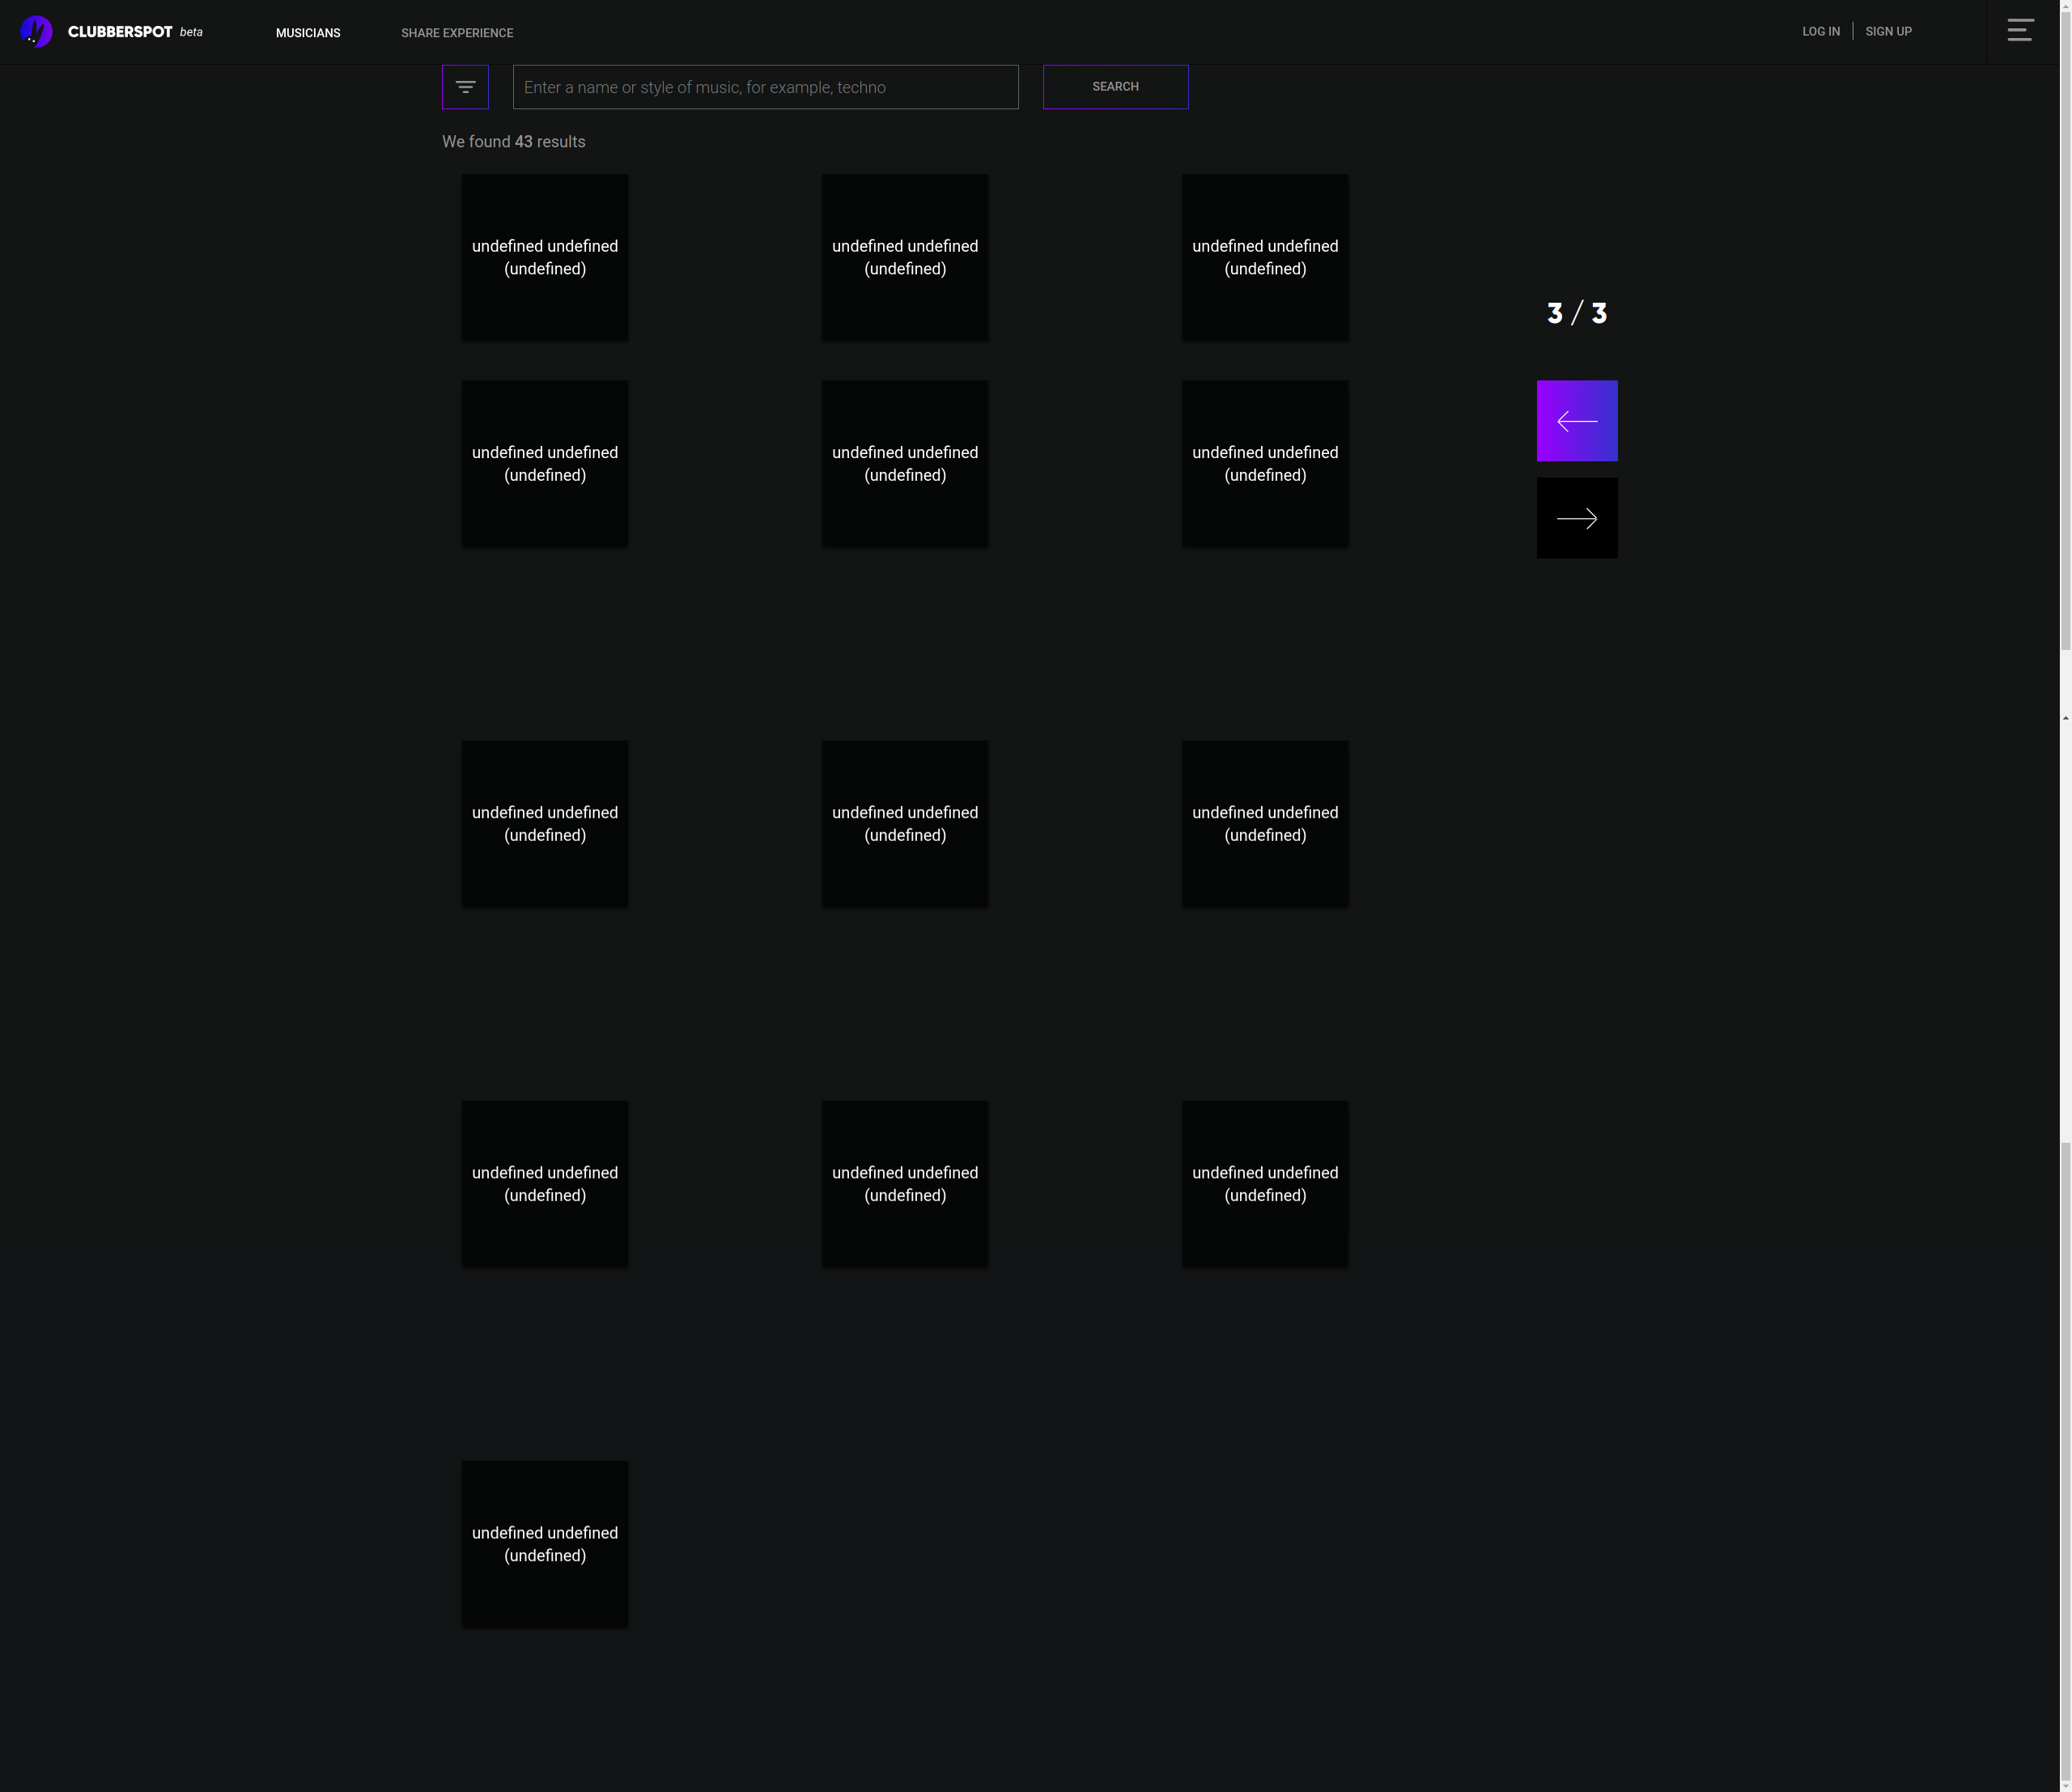 CLUBBERSPOT beta
MUSICIANS
SHARE EXPERIENCE
LOG IN
SIGN UP
Enter a name or style of music, for example, techno
SEARCH
We found 43 results
undefined undefined
(undefined)
undefined undefined
(undefined)
undefined undefined
(undefined)
3 / 3
undefined undefined
(undefined)
undefined undefined
(undefined)
undefined undefined
(undefined)
undefined undefined
(undefined)
undefined undefined
(undefined)
undefined undefined
(undefined)
undefined undefined
(undefined)
undefined undefined
(undefined)
undefined undefined
(undefined)
undefined undefined
(undefined)